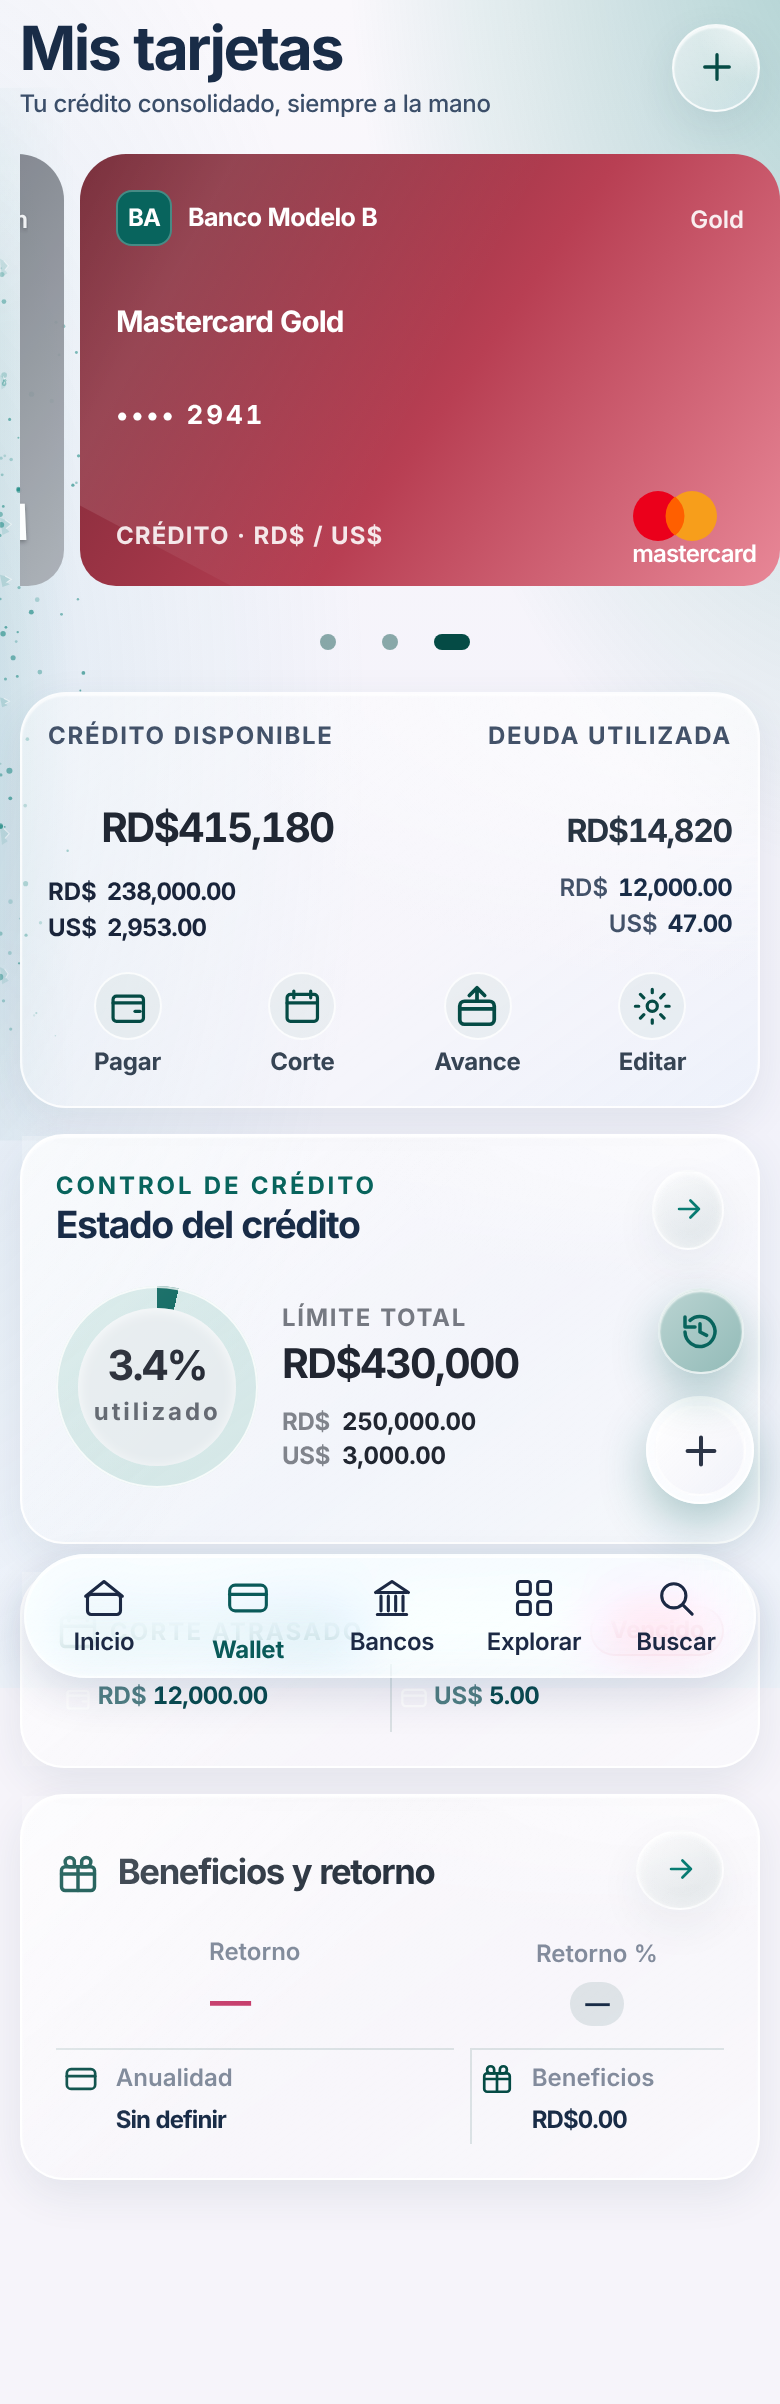 Mis tarjetas
Tu crédito consolidado, siempre a la mano
BA Banco Modelo B Gold
Mastercard Gold
•••• 2941
CRÉDITO · RD$ / US$
mastercard
CRÉDITO DISPONIBLE DEUDA UTILIZADA
RD$415,180 RD$14,820
RD$ 238,000.00 RD$ 12,000.00
US$ 2,953.00 US$ 47.00
Pagar Corte Avance Editar
CONTROL DE CRÉDITO
Estado del crédito
3.4%
utilizado
LÍMITE TOTAL
RD$430,000
RD$ 250,000.00
US$ 3,000.00
CORTE ATRASADO Vencido
Inicio Wallet Bancos Explorar Buscar
RD$ 12,000.00 US$ 5.00
Beneficios y retorno
Retorno Retorno %
— —
Anualidad Beneficios
Sin definir RD$0.00